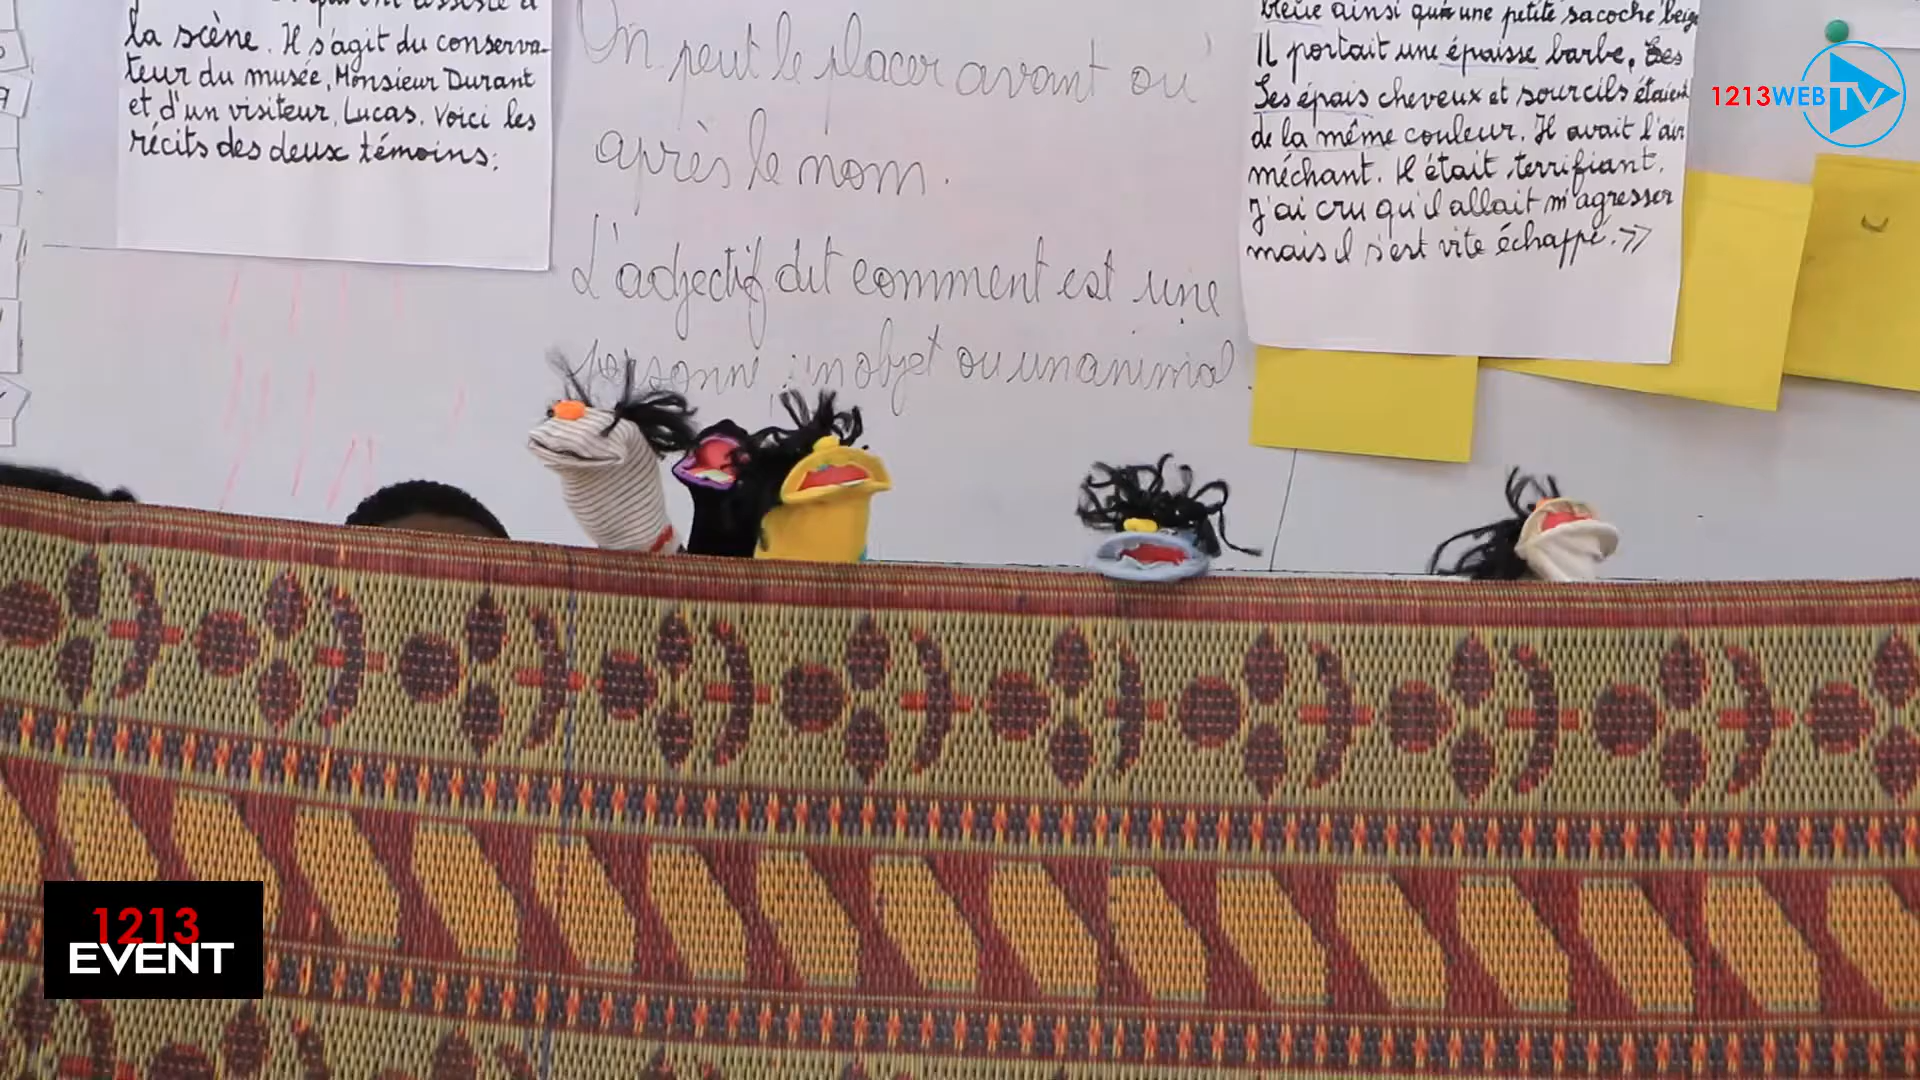 la scène. Il s'agit du conserva-
teur du musée, Monsieur Durant
et d'un visiteur, Lucas. Voici les
récits des deux témoins:
On peut le placer avant ou
après le nom.
L'adjectif dit comment est une
personne, un objet ou un animal.
bleue ainsi qu'une petite sacoche beige
Il portait une épaisse barbe. Ses
Ses épais cheveux et sourcils étaient
de la même couleur. Il avait l'air
méchant. Il était terrifiant.
J'ai cru qu'il allait m'agresser
mais il s'est vite échappé. >>
1213WEB TV
1213
EVENT